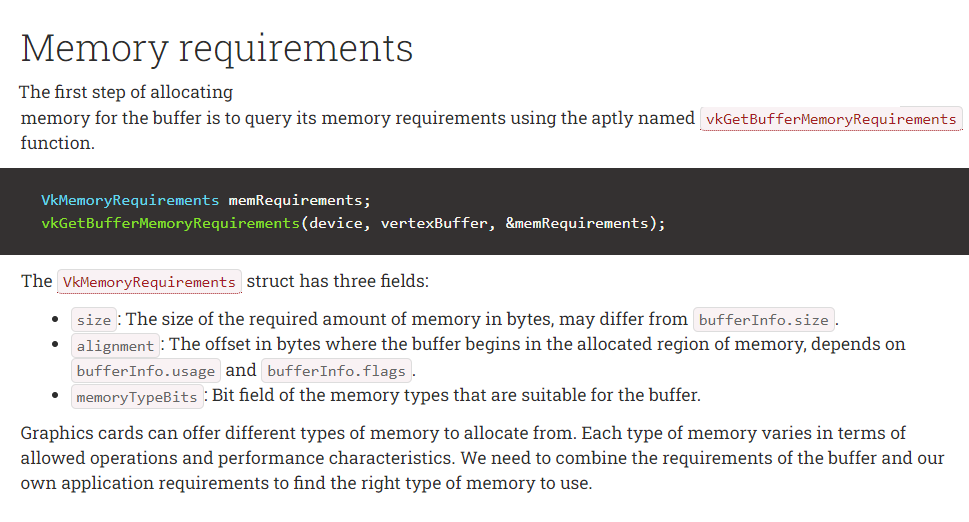 Memory requirements
The first step of allocating
memory for the buffer is to query its memory requirements using the aptly named vkGetBufferMemoryRequirements
function.
VkMemoryRequirements memRequirements;
vkGetBufferMemoryRequirements(device, vertexBuffer, &memRequirements);
The VkMemoryRequirements struct has three fields:
• size: The size of the required amount of memory in bytes, may differ from bufferInfo.size.
• alignment: The offset in bytes where the buffer begins in the allocated region of memory, depends on
bufferInfo.usage and bufferInfo.flags.
• memoryTypeBits: Bit field of the memory types that are suitable for the buffer.
Graphics cards can offer different types of memory to allocate from. Each type of memory varies in terms of
allowed operations and performance characteristics. We need to combine the requirements of the buffer and our
own application requirements to find the right type of memory to use.